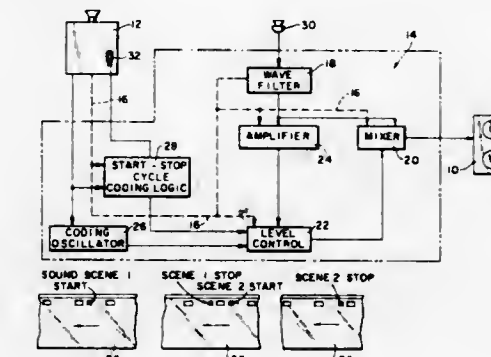 12
32
30
14
16
WAVE
FILTER
18
16
AMPLIFIER
24
MIXER
20
10
28
START - STOP
CYCLE
CODING LOGIC
16
CODING
OSCILLATOR
26
LEVEL
CONTROL
22
SOUND SCENE 1
START
SCENE 1 STOP
SCENE 2 START
SCENE 2 STOP